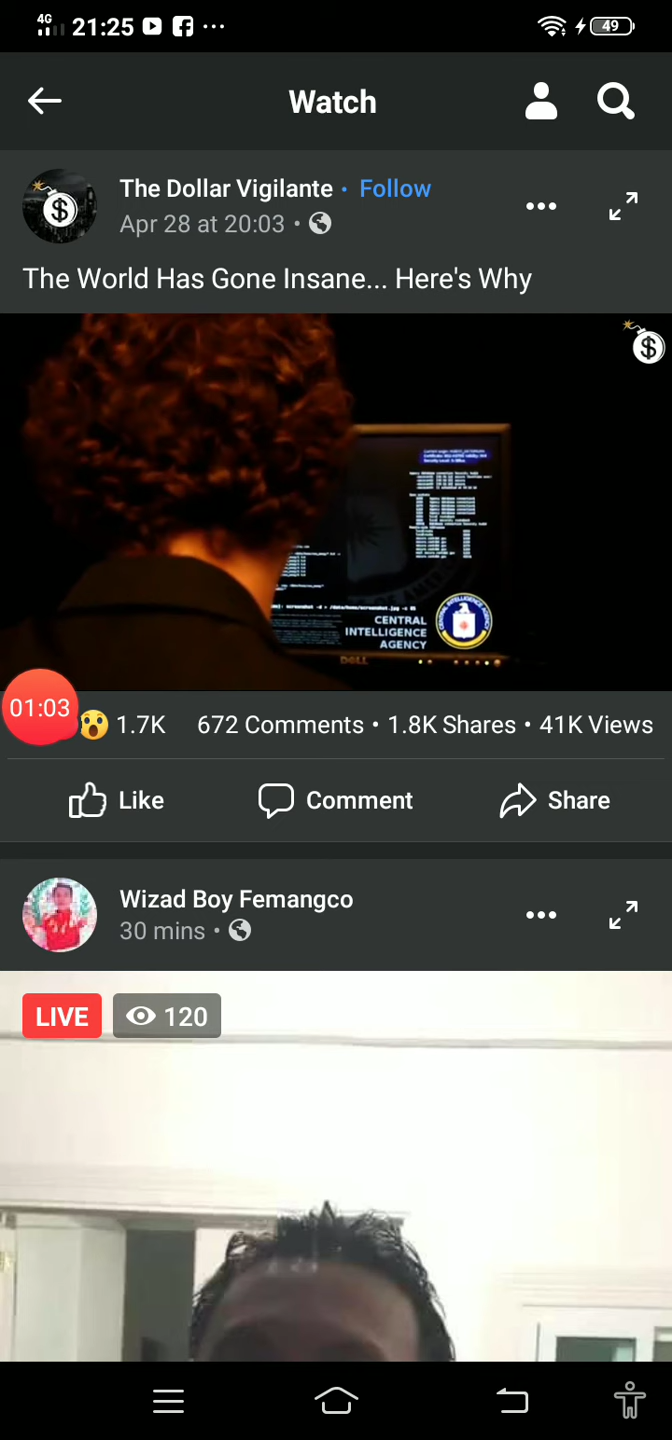 4G 21:25 49
Watch
The Dollar Vigilante • Follow
Apr 28 at 20:03 •
The World Has Gone Insane... Here's Why
$
$
CENTRAL
INTELLIGENCE
AGENCY
DELL
01:03 1.7K 672 Comments • 1.8K Shares • 41K Views
Like Comment Share
Wizad Boy Femangco
30 mins •
LIVE 120